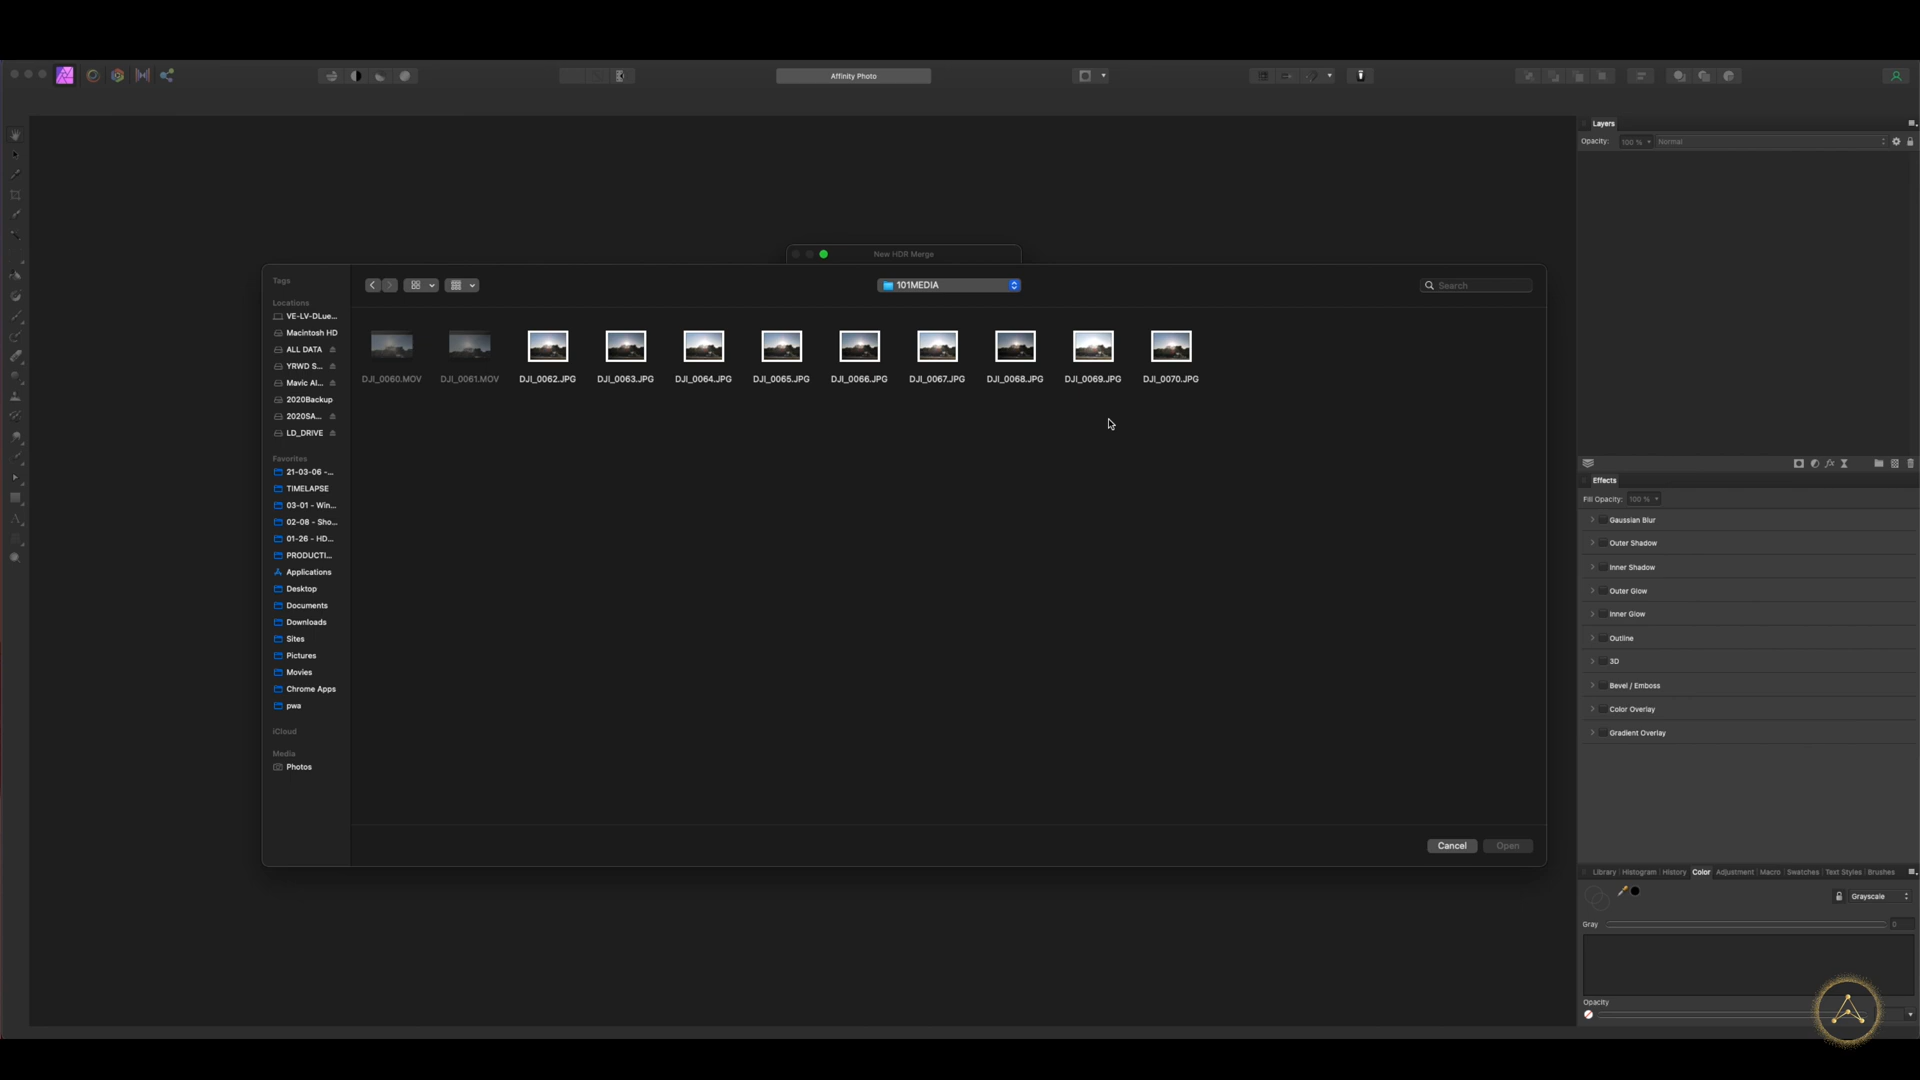 Affinity Photo
Layers
Opacity: 100 % Normal
New HDR Merge
Tags
Locations
VE-LV-DLue...
Macintosh HD
ALL DATA
YRWD S...
Mavic AI...
2020Backup
2020SA...
LD_DRIVE
Favorites
21-03-06 -...
TIMELAPSE
03-01 - Win...
02-08 - Sho...
01-26 - HD...
PRODUCTI...
Applications
Desktop
Documents
Downloads
Sites
Pictures
Movies
Chrome Apps
pwa
iCloud
Media
Photos
101MEDIA
Search
DJI_0060.MOV DJI_0061.MOV DJI_0062.JPG DJI_0063.JPG DJI_0064.JPG DJI_0065.JPG DJI_0066.JPG DJI_0067.JPG DJI_0068.JPG DJI_0069.JPG DJI_0070.JPG
Cancel Open
fx
Effects
Fill Opacity: 100 %
Gaussian Blur
Outer Shadow
Inner Shadow
Outer Glow
Inner Glow
Outline
3D
Bevel / Emboss
Color Overlay
Gradient Overlay
Library Histogram History Color Adjustment Macro Swatches Text Styles Brushes
Grayscale
Gray 0
Opacity